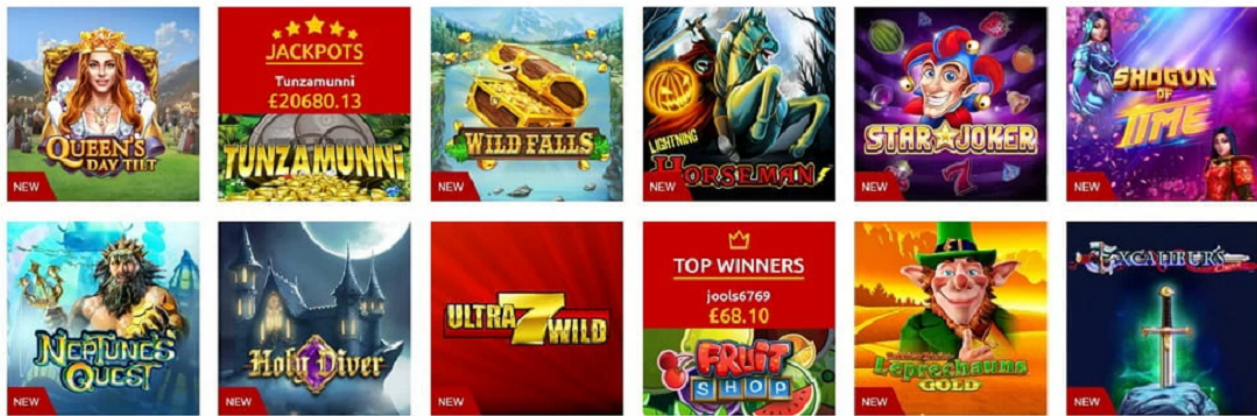 QUEEN'S
DAY TILT
NEW
JACKPOTS
Tunzamunni
£20680.13
TUNZAMUNNI
WILD FALLS
NEW
LIGHTNING
HORSEMAN
NEW
STAR JOKER
7
NEW
SHOGUN
OF
TIME
NEW
NEPTUNE'S
QUEST
NEW
Holy Diver
NEW
ULTRA 7 WILD
NEW
TOP WINNERS
jools6769
£68.10
FRUIT
SHOP
Leprechauns
GOLD
NEW
EXCALIBUR'S
NEW